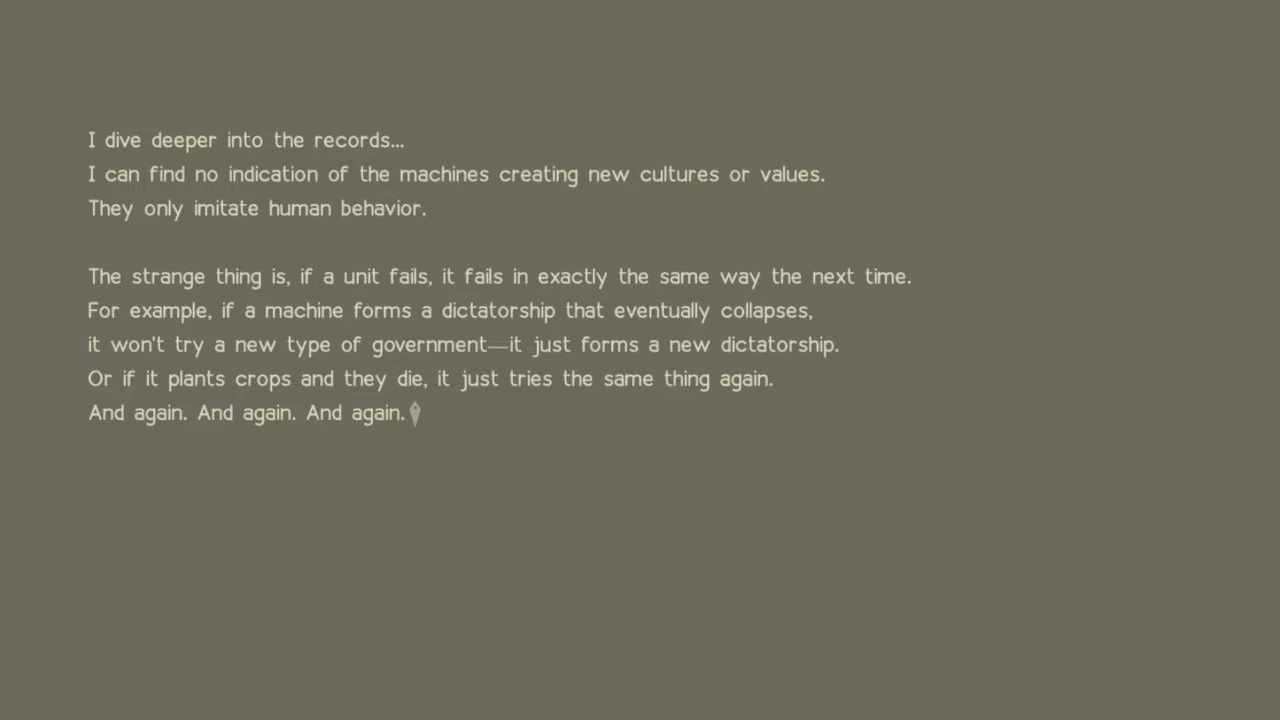 I dive deeper into the records...
I can find no indication of the machines creating new cultures or values.
They only imitate human behavior.
The strange thing is, if a unit fails, it fails in exactly the same way the next time.
For example, if a machine forms a dictatorship that eventually collapses,
it won't try a new type of government—it just forms a new dictatorship.
Or if it plants crops and they die, it just tries the same thing again.
And again. And again. And again.